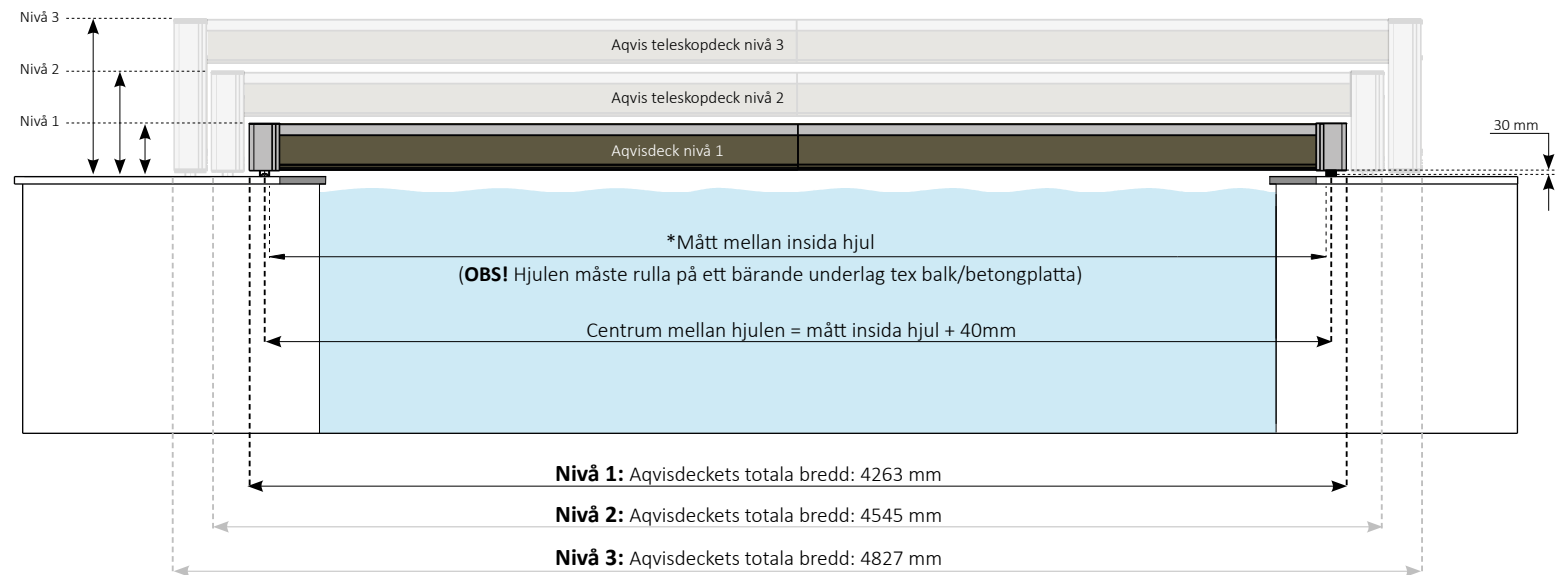 Nivå 3
Aqvis teleskopdeck nivå 3
Nivå 2
Aqvis teleskopdeck nivå 2
Nivå 1
30 mm
Aqvisdeck nivå 1
*Mått mellan insida hjul
(OBS! Hjulen måste rulla på ett bärande underlag tex balk/betongplatta)
Centrum mellan hjulen = mått insida hjul + 40mm
Nivå 1: Aqvisdeckets totala bredd: 4263 mm
Nivå 2: Aqvisdeckets totala bredd: 4545 mm
Nivå 3: Aqvisdeckets totala bredd: 4827 mm